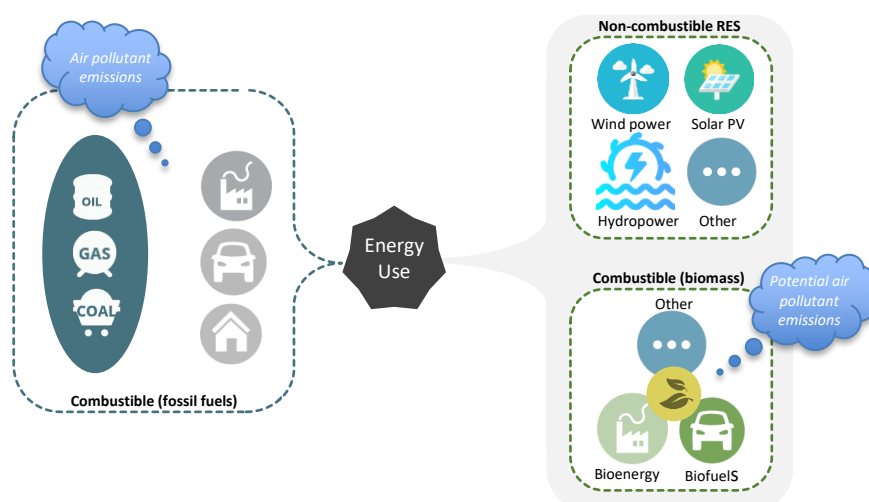 Air pollutant
emissions
OIL
GAS
COAL
Combustible (fossil fuels)
Energy
Use
Non-combustible RES
Wind power
Solar PV
Hydropower
Other
Combustible (biomass)
Other
Bioenergy
BiofuelS
Potential air
pollutant
emissions